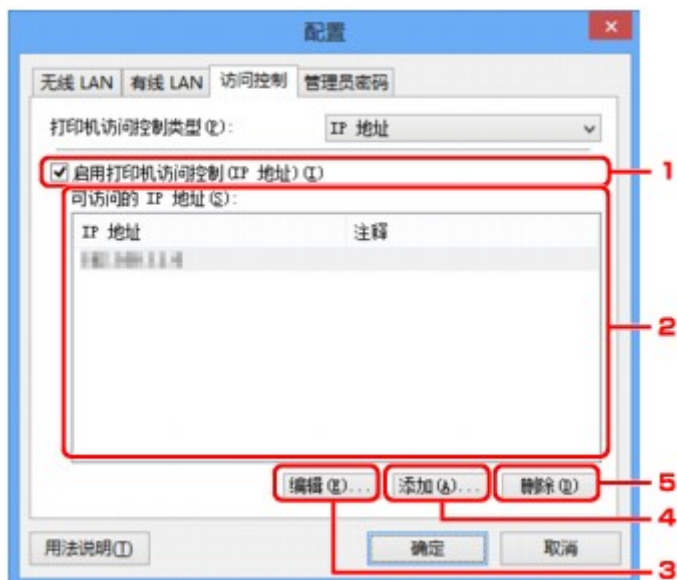 配置
无线 LAN 有线 LAN 访问控制 管理员密码
打印机访问控制类型(P): IP 地址
启用打印机访问控制(IP 地址)(I) 1
可访问的 IP 地址(S):
IP 地址 注释
2
编辑(E)... 添加(A)... 删除(D) 5
4
用法说明(T) 确定 取消
3